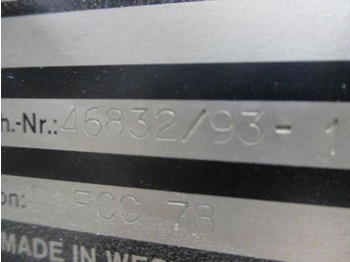 n.-Nr.: 46832/93- 1
on: FCC 78
MADE IN WES